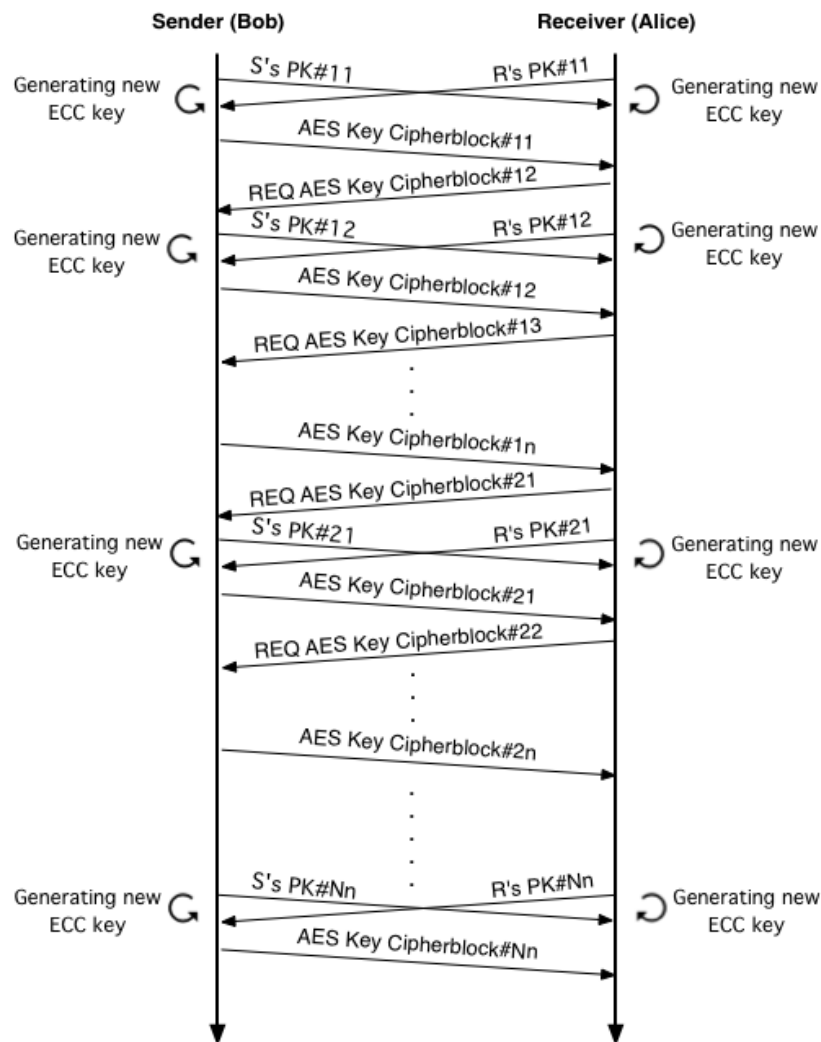 Sender (Bob)
Receiver (Alice)
S's PK#11
R's PK#11
Generating new
ECC key
Generating new
ECC key
AES Key Cipherblock#11
REQ AES Key Cipherblock#12
S's PK#12
R's PK#12
Generating new
ECC key
Generating new
ECC key
AES Key Cipherblock#12
REQ AES Key Cipherblock#13
AES Key Cipherblock#1n
REQ AES Key Cipherblock#21
S's PK#21
R's PK#21
Generating new
ECC key
Generating new
ECC key
AES Key Cipherblock#21
REQ AES Key Cipherblock#22
AES Key Cipherblock#2n
S's PK#Nn
R's PK#Nn
Generating new
ECC key
Generating new
ECC key
AES Key Cipherblock#Nn